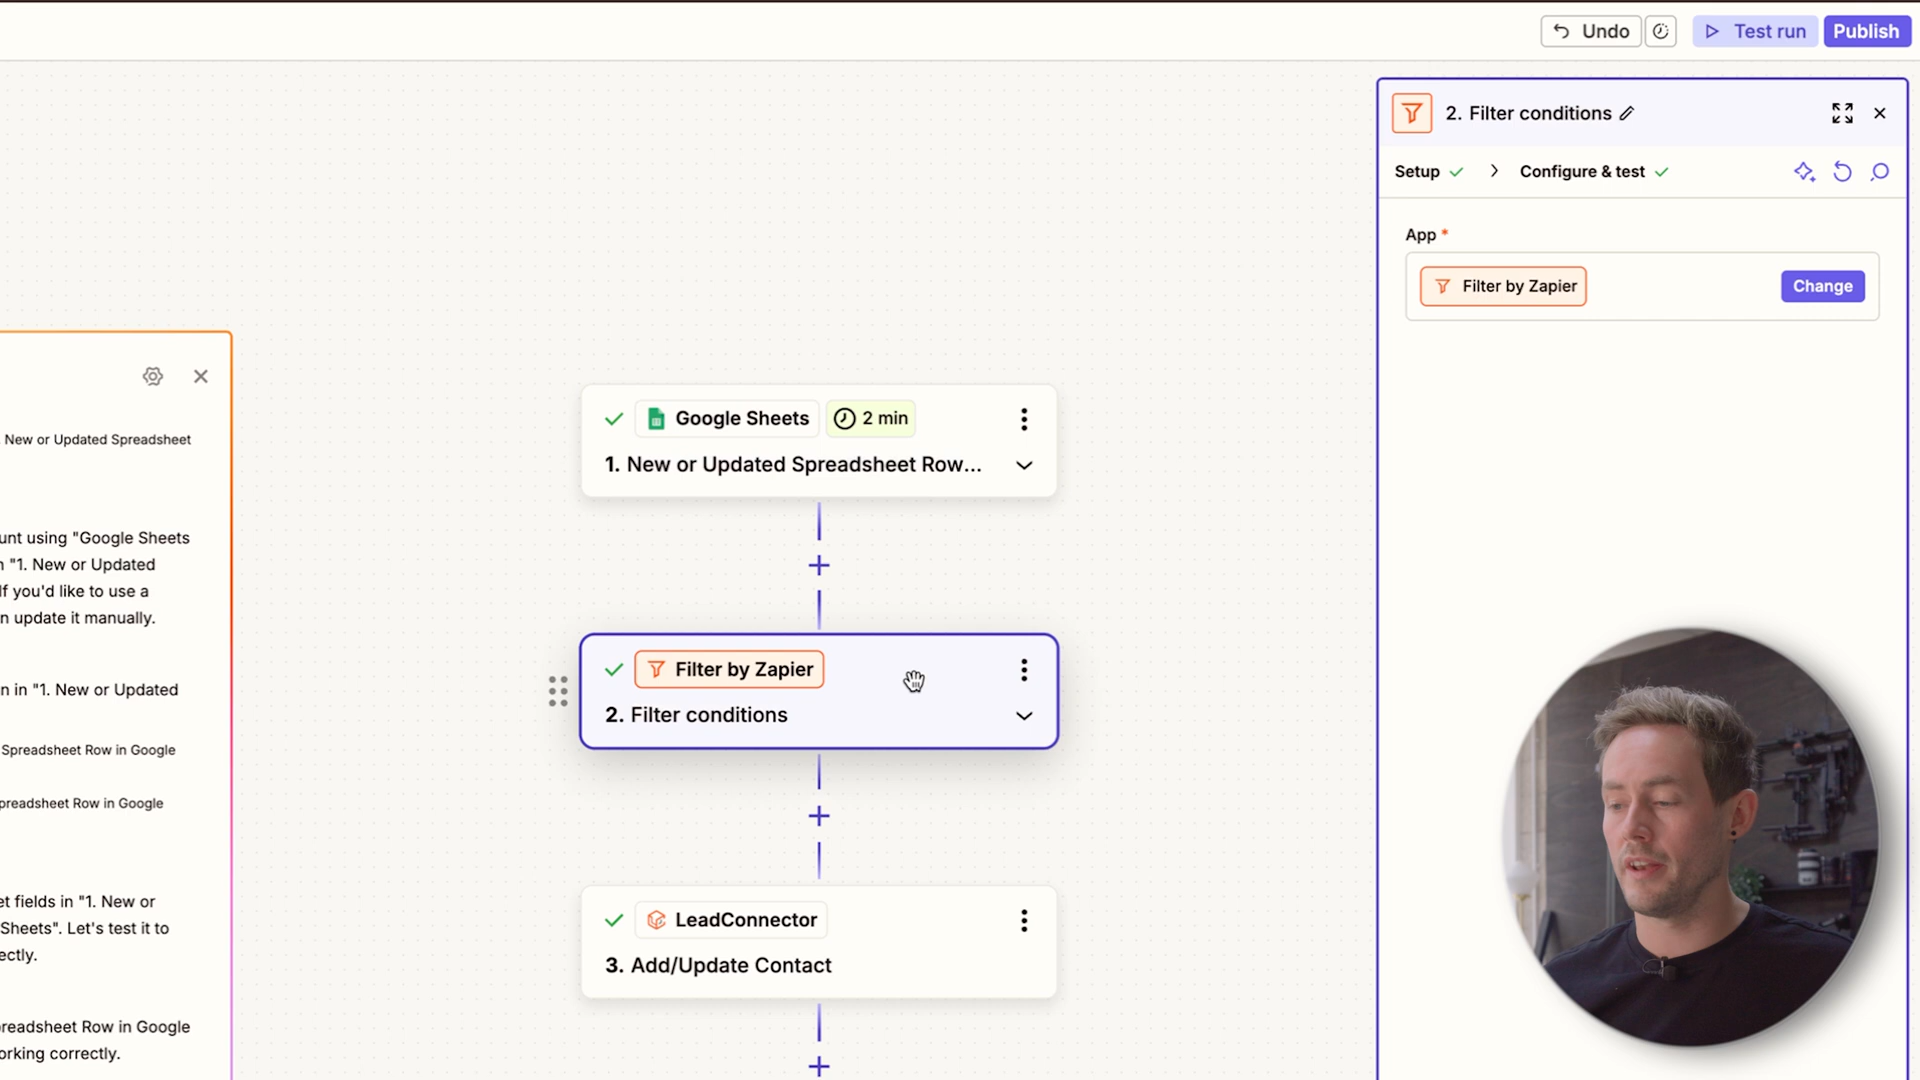 Undo
Test run
Publish
2. Filter conditions
Setup
Configure & test
App *
Filter by Zapier
Change
New or Updated Spreadsheet
unt using "Google Sheets
"1. New or Updated
If you'd like to use a
n update it manually.
n in "1. New or Updated
Spreadsheet Row in Google
preadsheet Row in Google
et fields in "1. New or
Sheets". Let's test it to
ectly.
preadsheet Row in Google
orking correctly.
Google Sheets
2 min
1. New or Updated Spreadsheet Row...
Filter by Zapier
2. Filter conditions
LeadConnector
3. Add/Update Contact